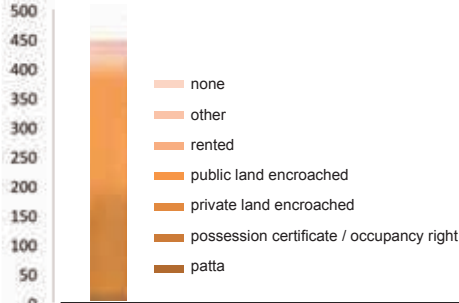 500
450
400
350
300
250
200
150
100
50
0
none
other
rented
public land encroached
private land encroached
possession certificate / occupancy right
patta